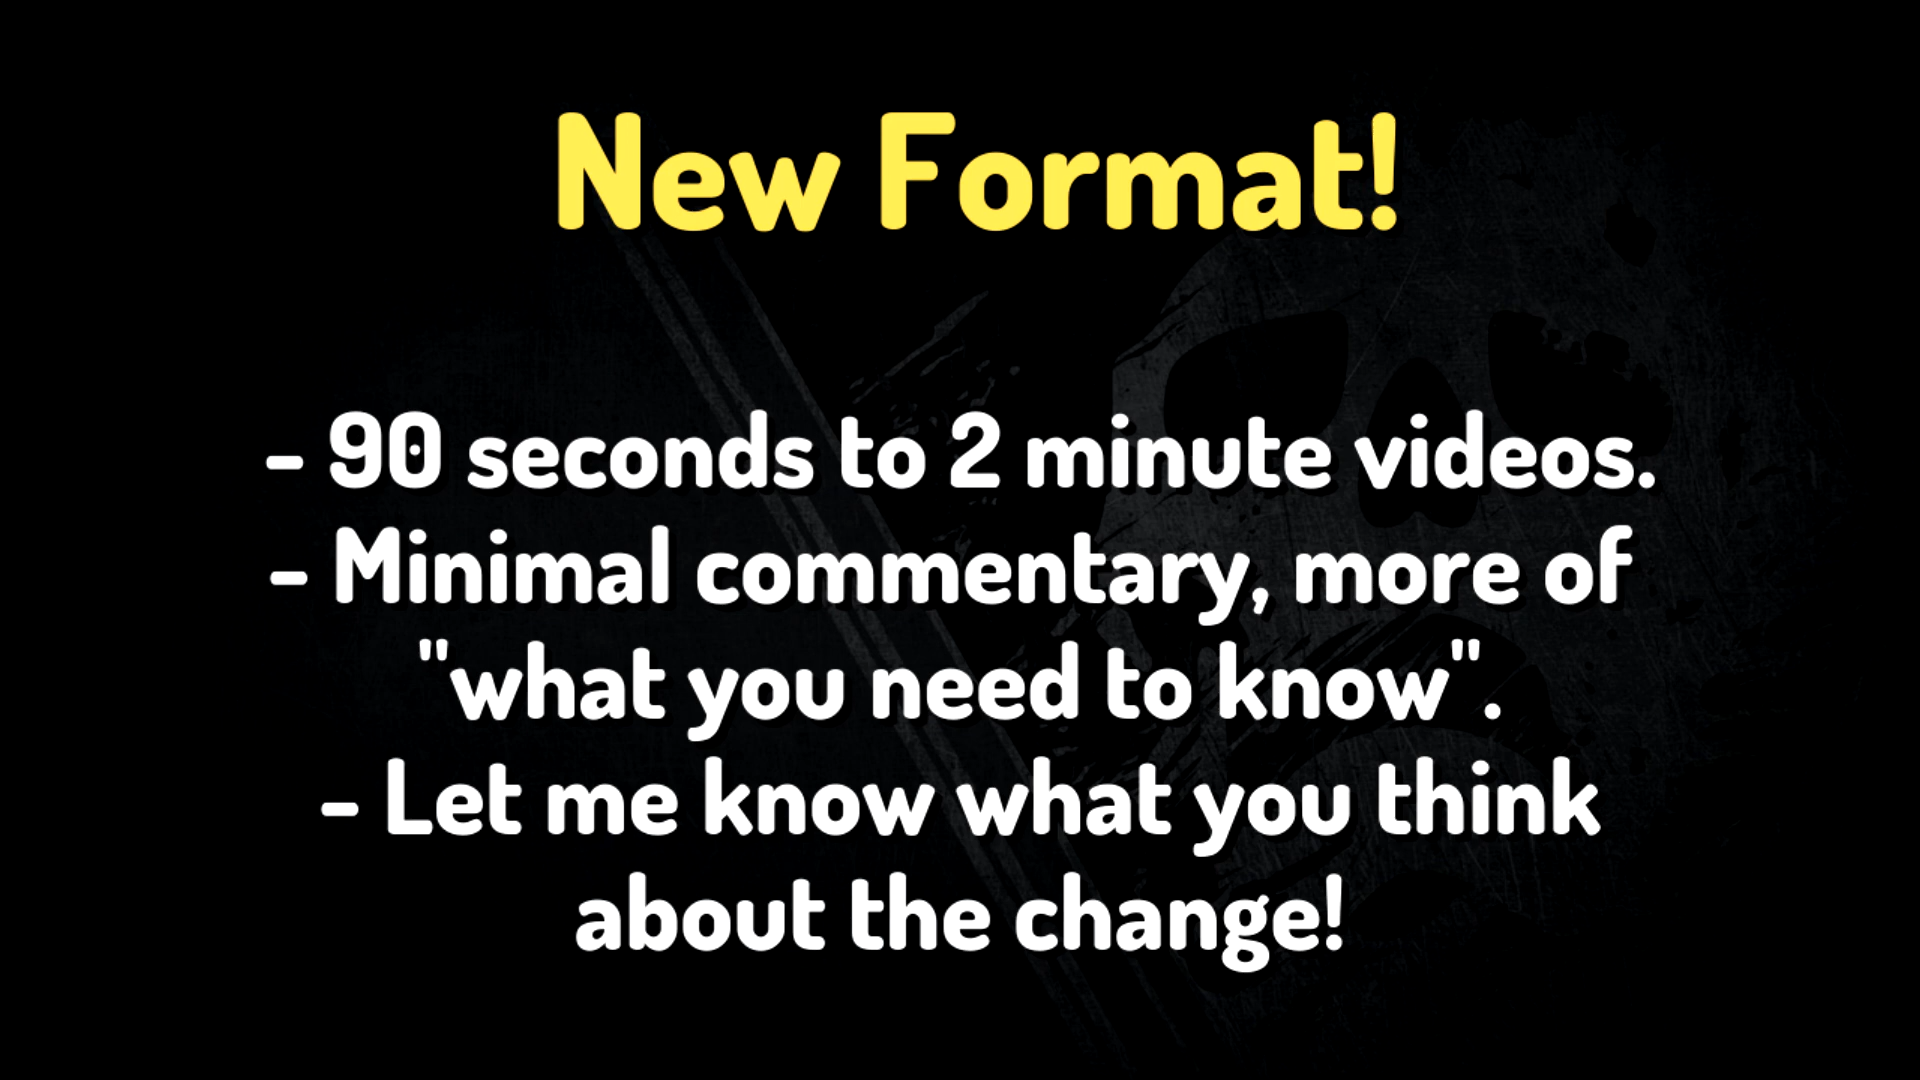 New Format!
- 90 seconds to 2 minute videos.
- Minimal commentary, more of
"what you need to know".
- Let me know what you think
about the change!